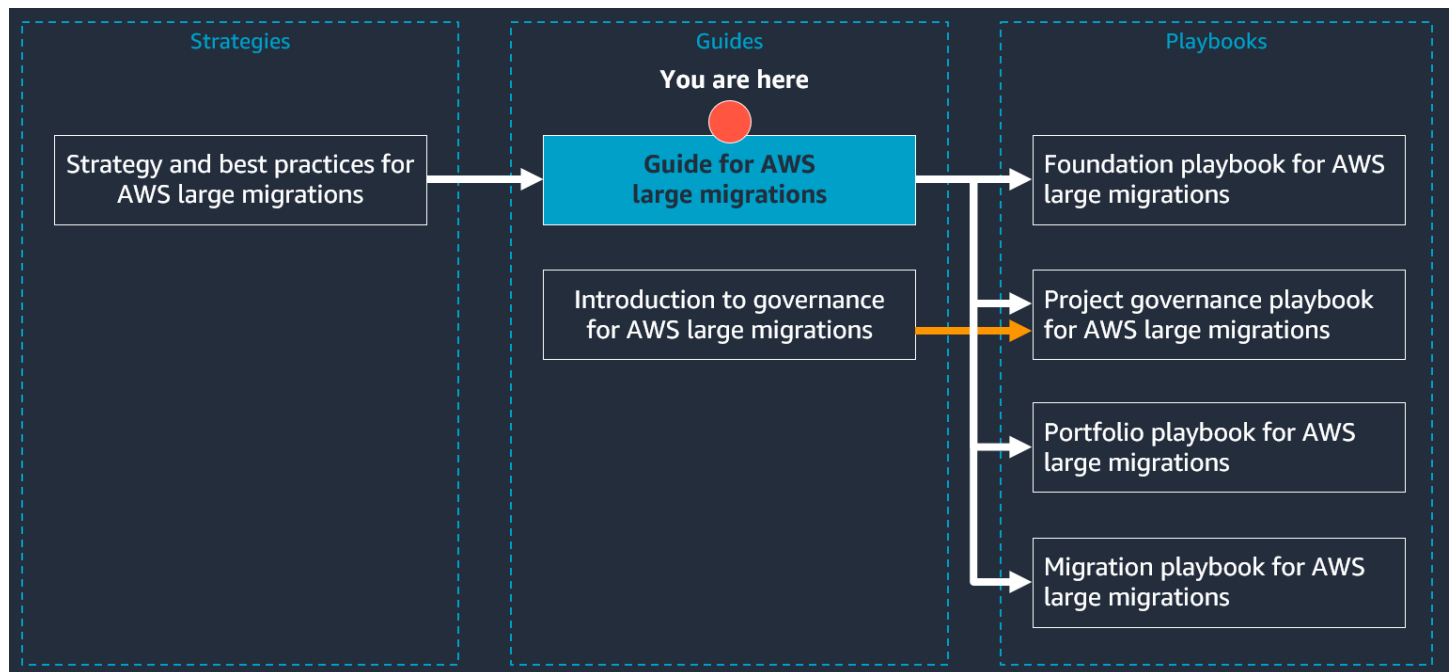 Strategies
Strategy and best practices for
AWS large migrations
Guides
You are here
Guide for AWS
large migrations
Introduction to governance
for AWS large migrations
Playbooks
Foundation playbook for AWS
large migrations
Project governance playbook
for AWS large migrations
Portfolio playbook for AWS
large migrations
Migration playbook for AWS
large migrations